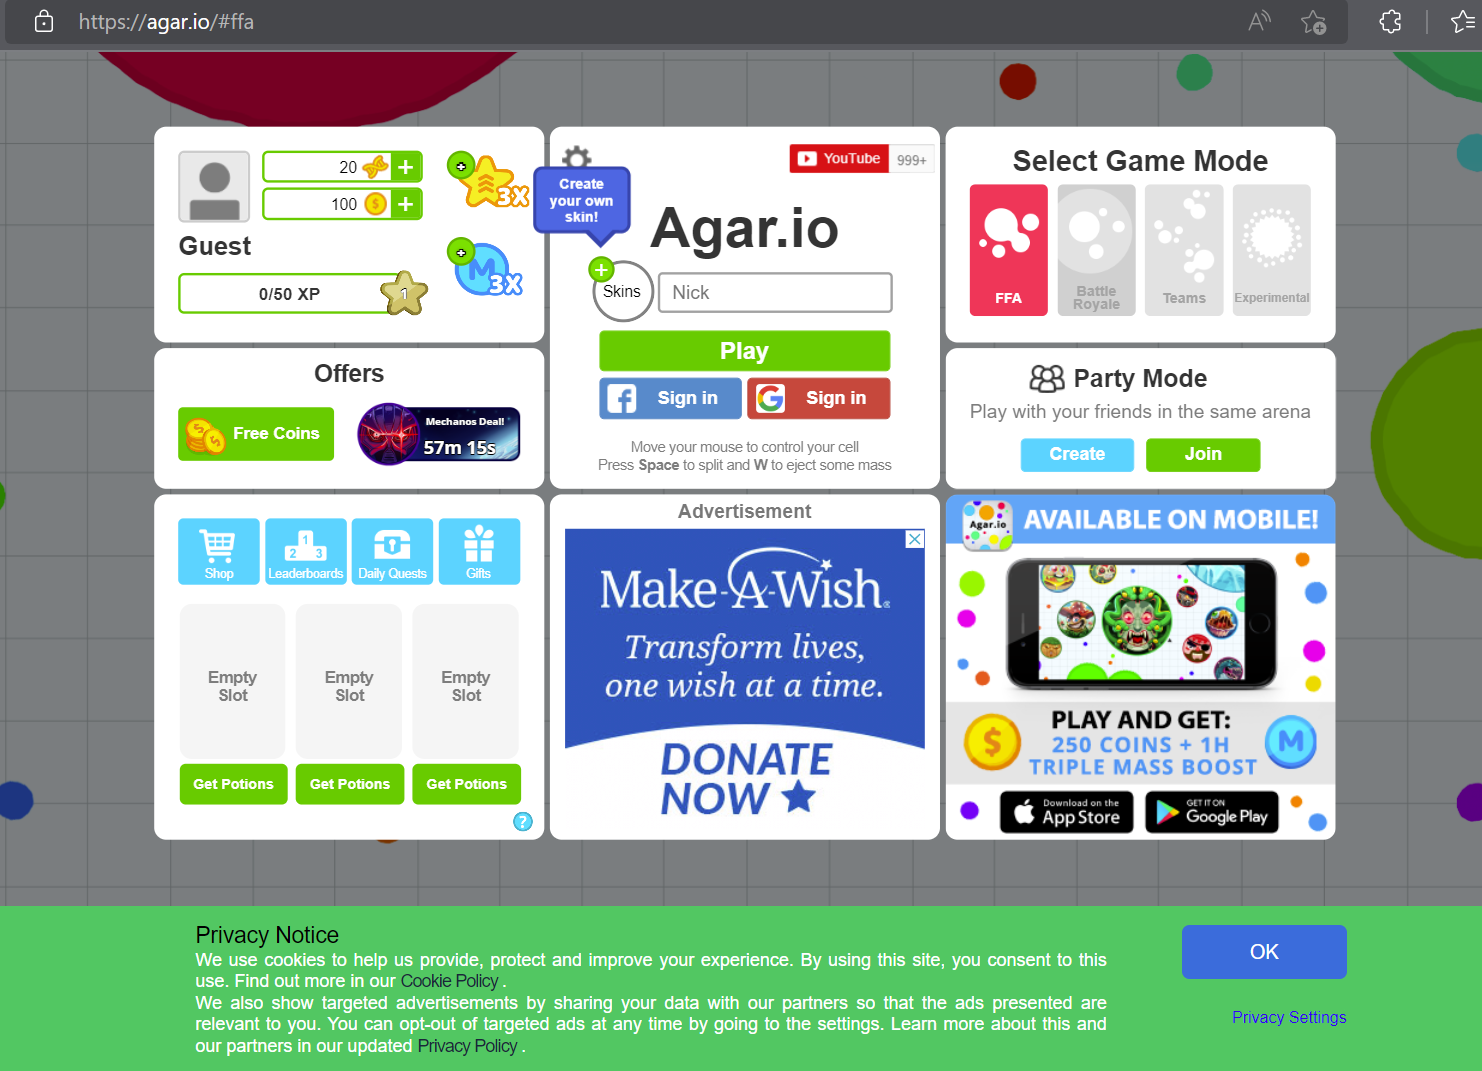 https://agar.io/#ffa
20
100
Guest
0/50 XP
1
3X
M
3X
Create
your own
skin!
YouTube
999+
Agar.io
Skins
Nick
Play
Sign in
Sign in
Move your mouse to control your cell
Press Space to split and W to eject some mass
Select Game Mode
FFA
Battle
Royale
Teams
Experimental
Offers
Free Coins
Mechanos Deal!
57m 15s
Party Mode
Play with your friends in the same arena
Create
Join
Shop
1
2 3
Leaderboards
Daily Quests
Gifts
Empty
Slot
Empty
Slot
Empty
Slot
Get Potions
Get Potions
Get Potions
?
Advertisement
Make-A-Wish®
Transform lives,
one wish at a time.
DONATE
NOW
Agar.io
AVAILABLE ON MOBILE!
PLAY AND GET:
250 COINS + 1H
TRIPLE MASS BOOST
$
M
Download on the
App Store
GET IT ON
Google Play
Privacy Notice
We use cookies to help us provide, protect and improve your experience. By using this site, you consent to this
use. Find out more in our Cookie Policy .
We also show targeted advertisements by sharing your data with our partners so that the ads presented are
relevant to you. You can opt-out of targeted ads at any time by going to the settings. Learn more about this and
our partners in our updated Privacy Policy .
OK
Privacy Settings